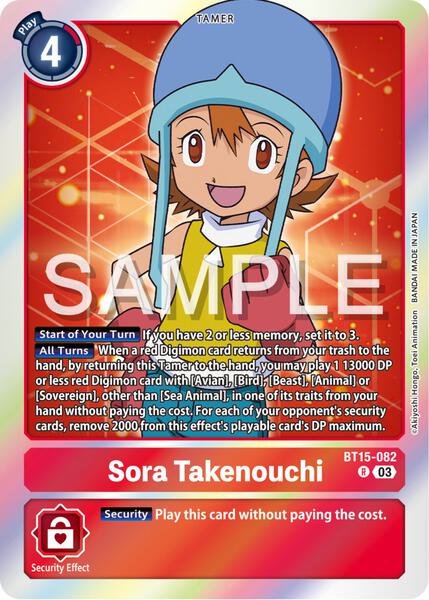 TAMER
Play
4
SAMPLE
Start of Your Turn If you have 2 or less memory, set it to 3.
All Turns When a red Digimon card returns from your trash to the
hand, by returning this Tamer to the hand, you may play 1 13000 DP
or less red Digimon card with [Avian], [Bird], [Beast], [Animal] or
[Sovereign], other than [Sea Animal], in one of its traits from your
hand without paying the cost. For each of your opponent's security
cards, remove 2000 from this effect's playable card's DP maximum.
©Akiyoshi Hongo, Toei Animation BANDAI MADE IN JAPAN
Sora Takenouchi
BT15-082
R 03
Security Play this card without paying the cost.
Security Effect